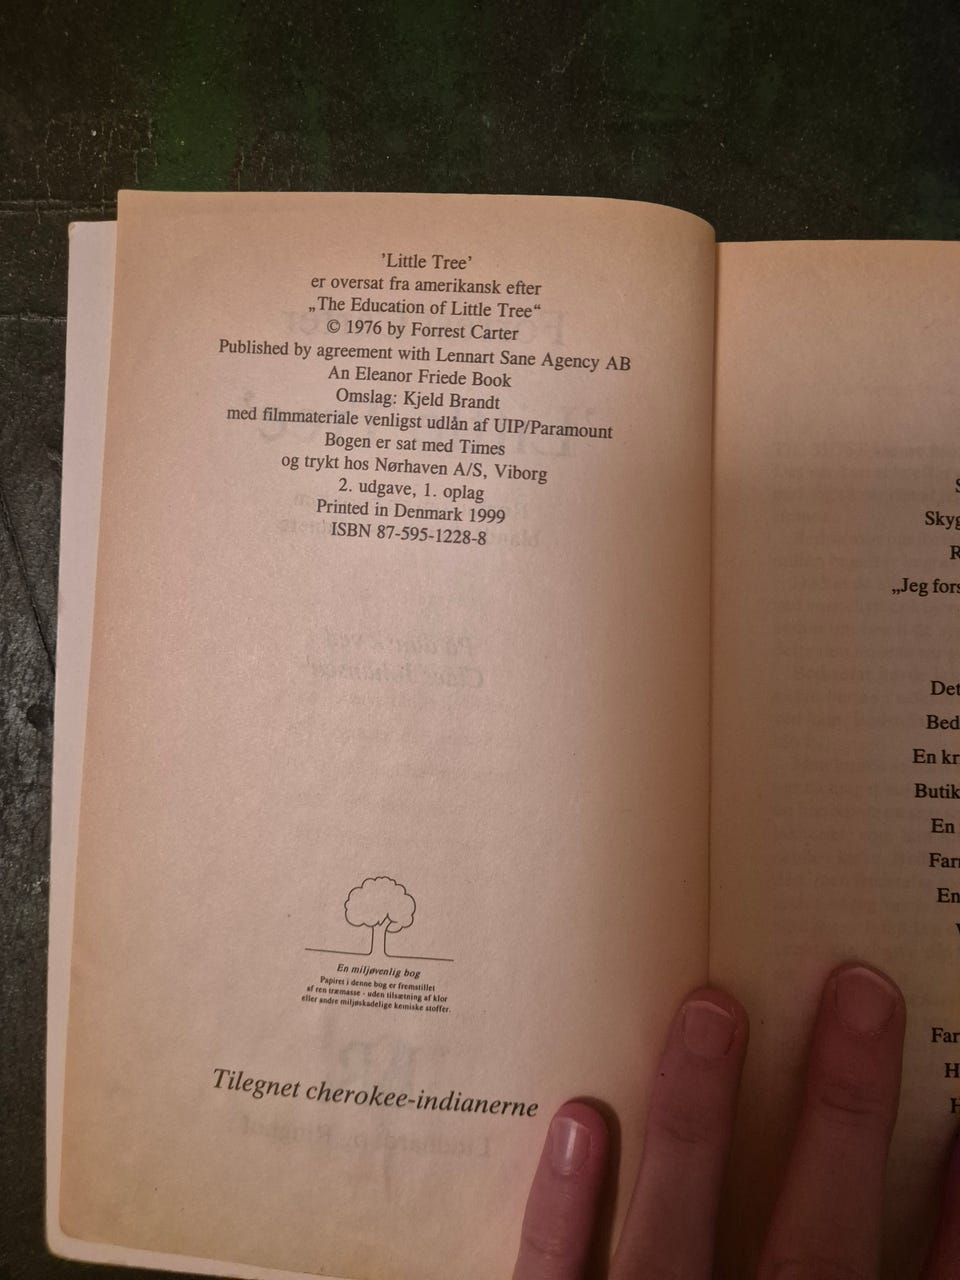 ’Little Tree’
er oversat fra amerikansk efter
„The Education of Little Tree“
© 1976 by Forrest Carter
Published by agreement with Lennart Sane Agency AB
An Eleanor Friede Book
Omslag: Kjeld Brandt
med filmmateriale venligst udlån af UIP/Paramount
Bogen er sat med Times
og trykt hos Nørhaven A/S, Viborg
2. udgave, 1. oplag
Printed in Denmark 1999
ISBN 87-595-1228-8
En miljøvenlig bog
Papiret i denne bog er fremstillet
af ren træmasse - uden tilsætning af klor
eller andre miljøskadelige kemiske stoffer.
Tilegnet cherokee-indianerne
S
Skyg
R
„Jeg fors
Det
Bed
En kr
Butik
En
Farr
En
V
Far
H
H